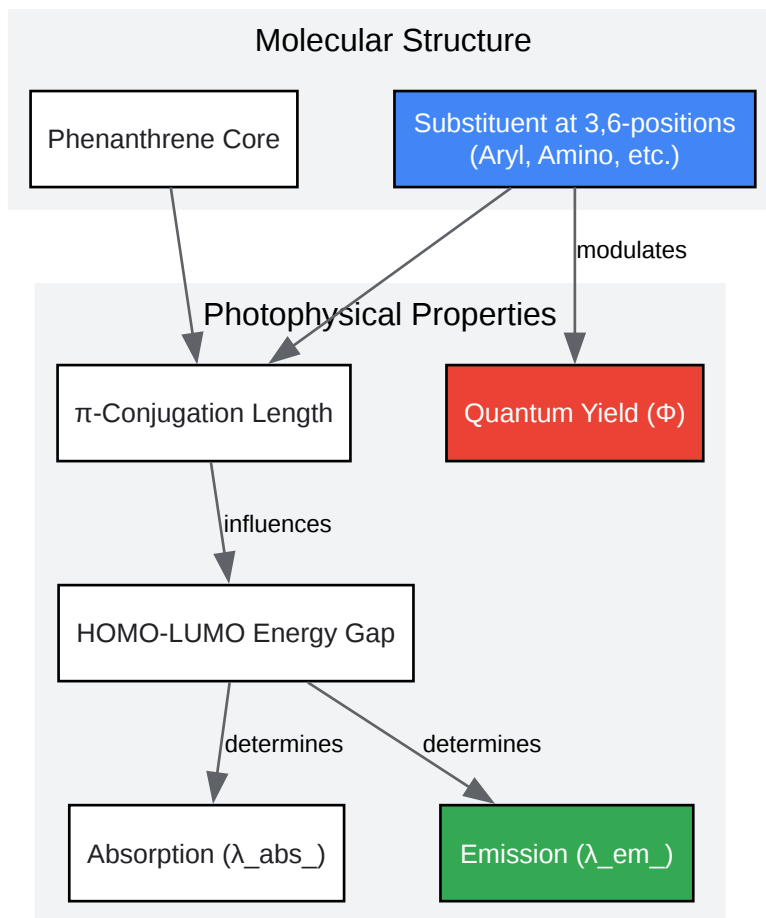 Molecular Structure
Phenanthrene Core
Substituent at 3,6-positions
(Aryl, Amino, etc.)
modulates
Photophysical Properties
π-Conjugation Length
Quantum Yield (Φ)
influences
HOMO-LUMO Energy Gap
determines
determines
Absorption (λ_abs_)
Emission (λ_em_)